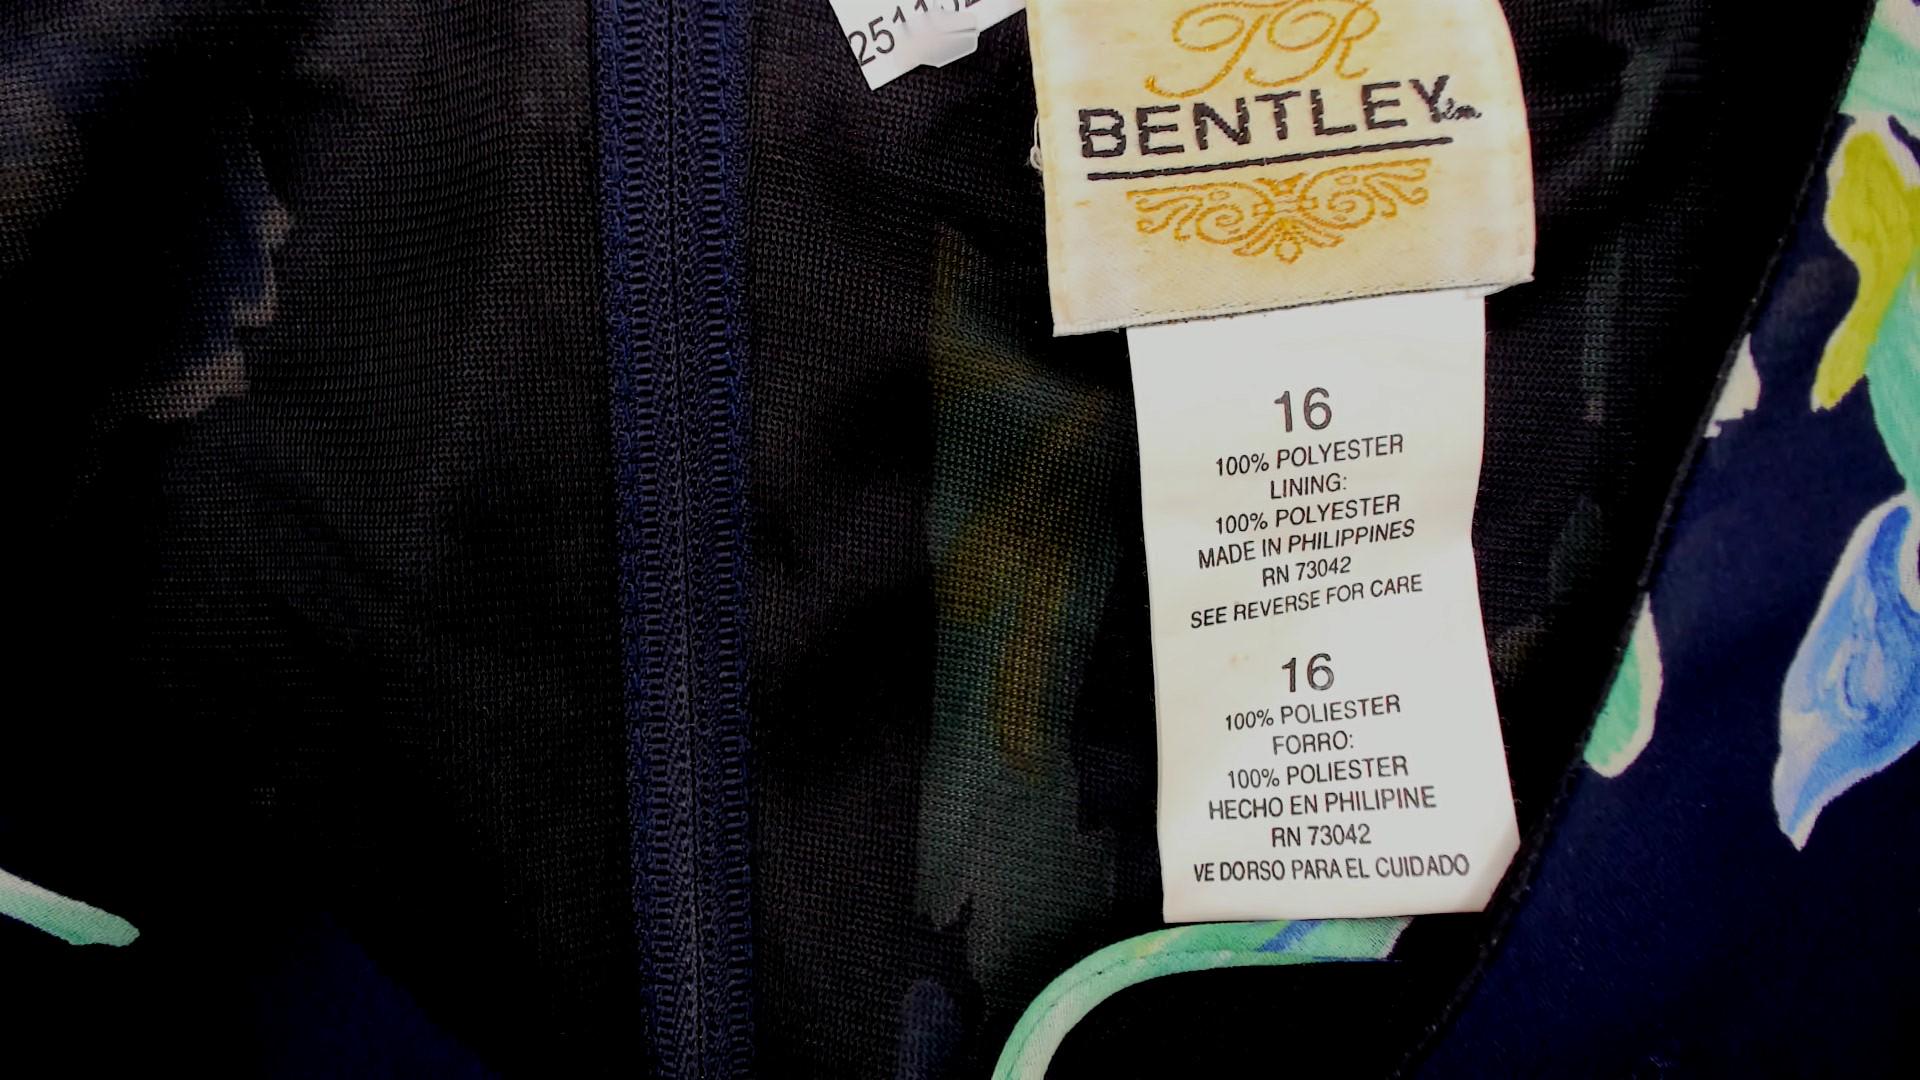 TR
BENTLEY
16
100% POLYESTER
LINING:
100% POLYESTER
MADE IN PHILIPPINES
RN 73042
SEE REVERSE FOR CARE
16
100% POLIESTER
FORRO:
100% POLIESTER
HECHO EN PHILIPINE
RN 73042
VE DORSO PARA EL CUIDADO